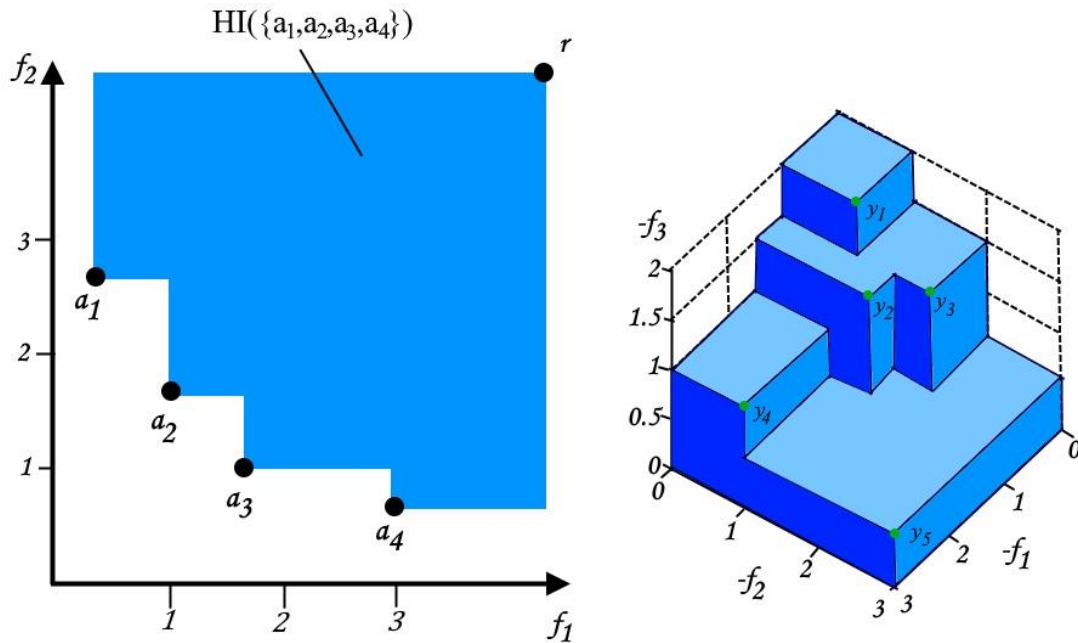 HI({a₁,a₂,a₃,a₄})
r
f₂
3
a₁
2
a₂
1
a₃
a₄
1 2 3 f₁
y₁
-f₃
2
y₂ y₃
1.5
1
y₄
0.5
0
0
0
y₅
1
1
2
-f₁
-f₂
2
3 3